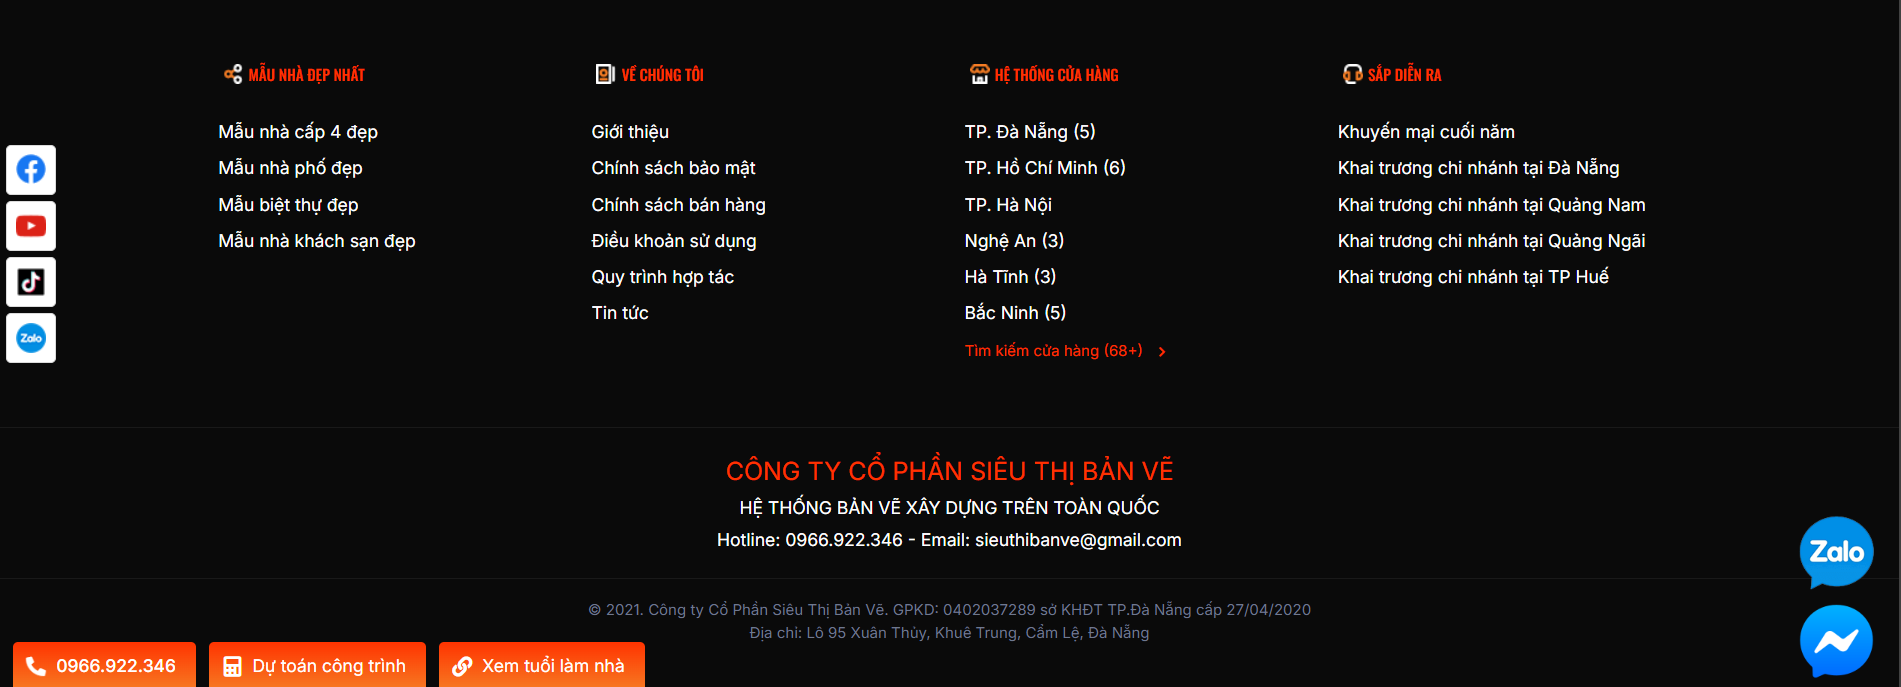 MẪU NHÀ ĐẸP NHẤT
Mẫu nhà cấp 4 đẹp
Mẫu nhà phố đẹp
Mẫu biệt thự đẹp
Mẫu nhà khách sạn đẹp
VỀ CHÚNG TÔI
Giới thiệu
Chính sách bảo mật
Chính sách bán hàng
Điều khoản sử dụng
Quy trình hợp tác
Tin tức
HỆ THỐNG CỬA HÀNG
TP. Đà Nẵng (5)
TP. Hồ Chí Minh (6)
TP. Hà Nội
Nghệ An (3)
Hà Tĩnh (3)
Bắc Ninh (5)
Tìm kiếm cửa hàng (68+)
SẮP DIỄN RA
Khuyến mại cuối năm
Khai trương chi nhánh tại Đà Nẵng
Khai trương chi nhánh tại Quảng Nam
Khai trương chi nhánh tại Quảng Ngãi
Khai trương chi nhánh tại TP Huế
Zalo
CÔNG TY CỔ PHẦN SIÊU THỊ BẢN VẼ
HỆ THỐNG BẢN VẼ XÂY DỰNG TRÊN TOÀN QUỐC
Hotline: 0966.922.346 - Email: sieuthibanve@gmail.com
Zalo
© 2021. Công ty Cổ Phần Siêu Thị Bản Vẽ. GPKD: 0402037289 sở KHĐT TP.Đà Nẵng cấp 27/04/2020
Địa chỉ: Lô 95 Xuân Thủy, Khuê Trung, Cẩm Lệ, Đà Nẵng
0966.922.346
Dự toán công trình
Xem tuổi làm nhà